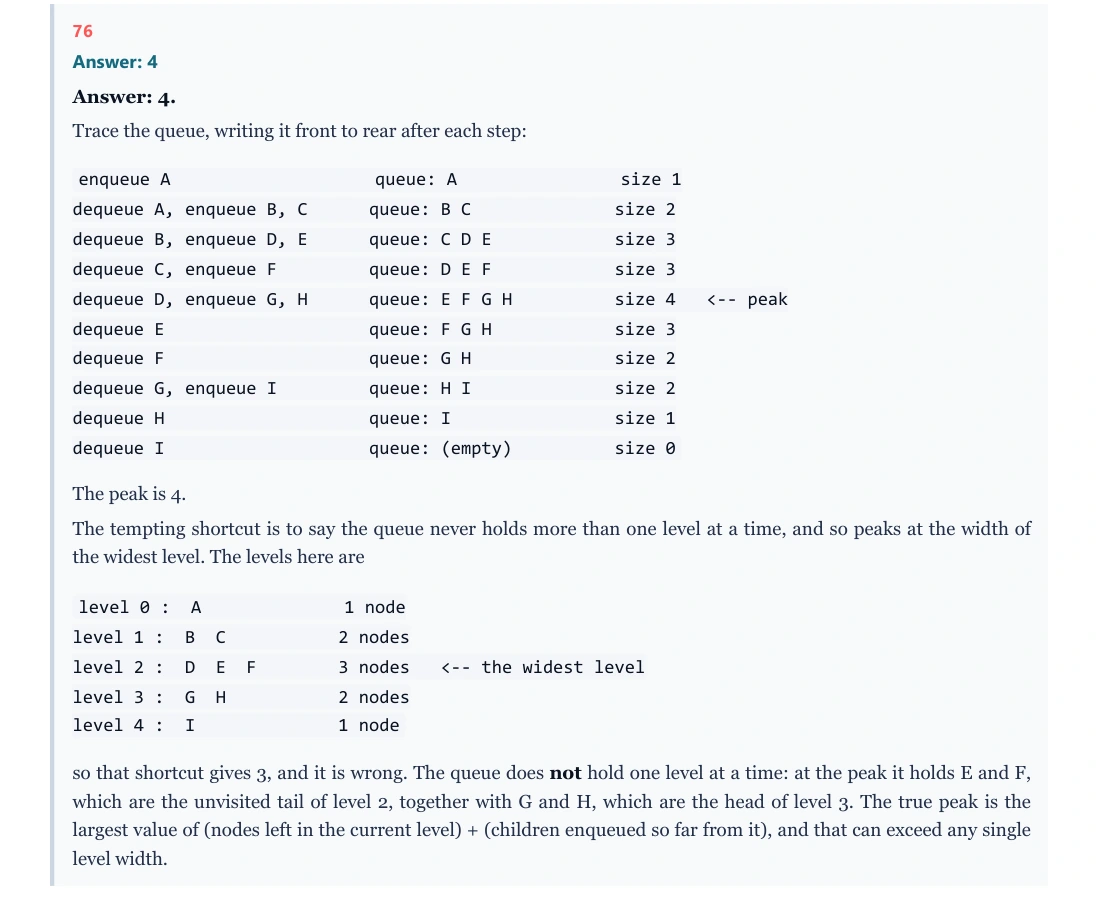 76
Answer: 4
Answer: 4.
Trace the queue, writing it front to rear after each step:
enqueue A                    queue: A                size 1
dequeue A, enqueue B, C      queue: B C              size 2
dequeue B, enqueue D, E      queue: C D E            size 3
dequeue C, enqueue F         queue: D E F            size 3
dequeue D, enqueue G, H      queue: E F G H          size 4   <-- peak
dequeue E                    queue: F G H            size 3
dequeue F                    queue: G H              size 2
dequeue G, enqueue I         queue: H I              size 2
dequeue H                    queue: I                size 1
dequeue I                    queue: (empty)          size 0
The peak is 4.
The tempting shortcut is to say the queue never holds more than one level at a time, and so peaks at the width of
the widest level. The levels here are
level 0 :  A              1 node
level 1 :  B  C           2 nodes
level 2 :  D  E  F        3 nodes   <-- the widest level
level 3 :  G  H           2 nodes
level 4 :  I              1 node
so that shortcut gives 3, and it is wrong. The queue does not hold one level at a time: at the peak it holds E and F,
which are the unvisited tail of level 2, together with G and H, which are the head of level 3. The true peak is the
largest value of (nodes left in the current level) + (children enqueued so far from it), and that can exceed any single
level width.